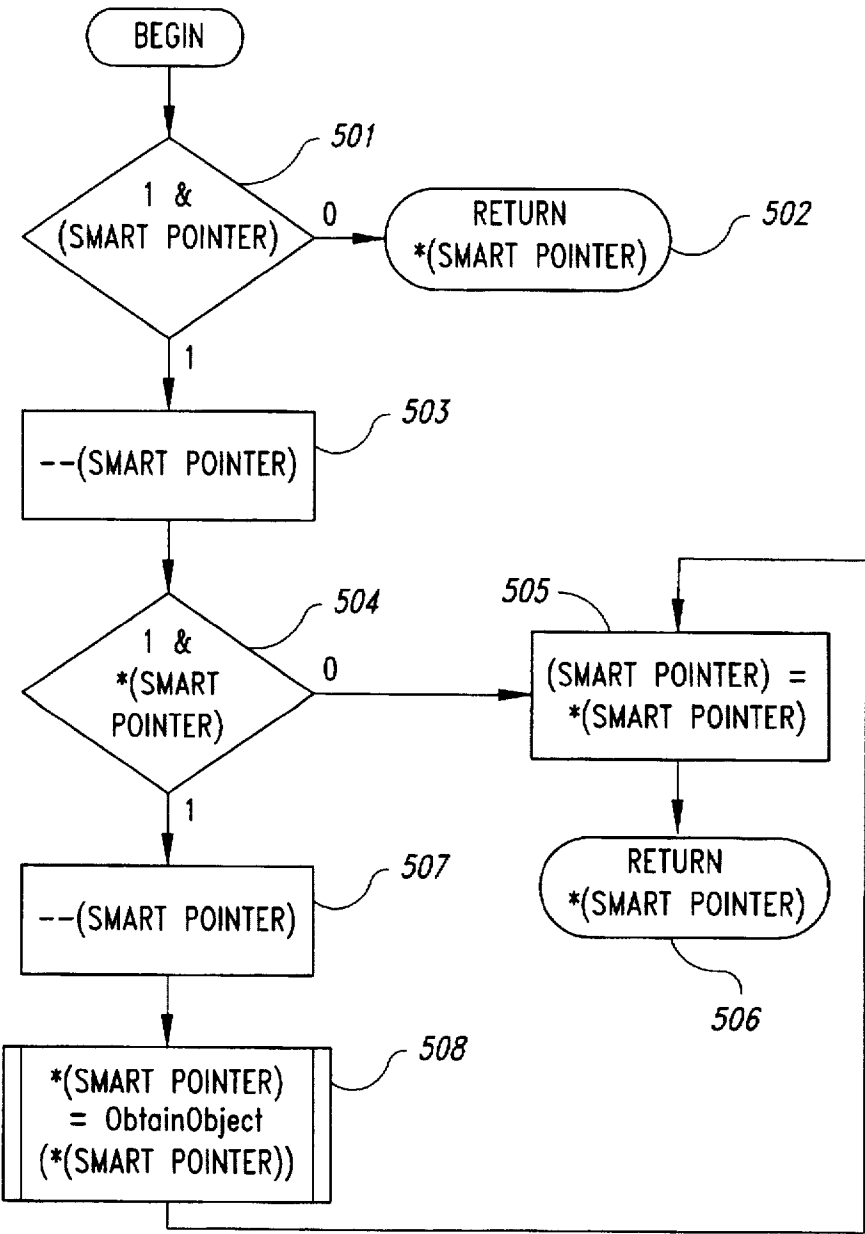 BEGIN
501
1 &
(SMART POINTER)
0
RETURN
*(SMART POINTER)
502
1
503
--(SMART POINTER)
504
1 &
*(SMART
POINTER)
0
505
(SMART POINTER) =
*(SMART POINTER)
1
507
--(SMART POINTER)
RETURN
*(SMART POINTER)
506
508
*(SMART POINTER)
= ObtainObject
(*(SMART POINTER))